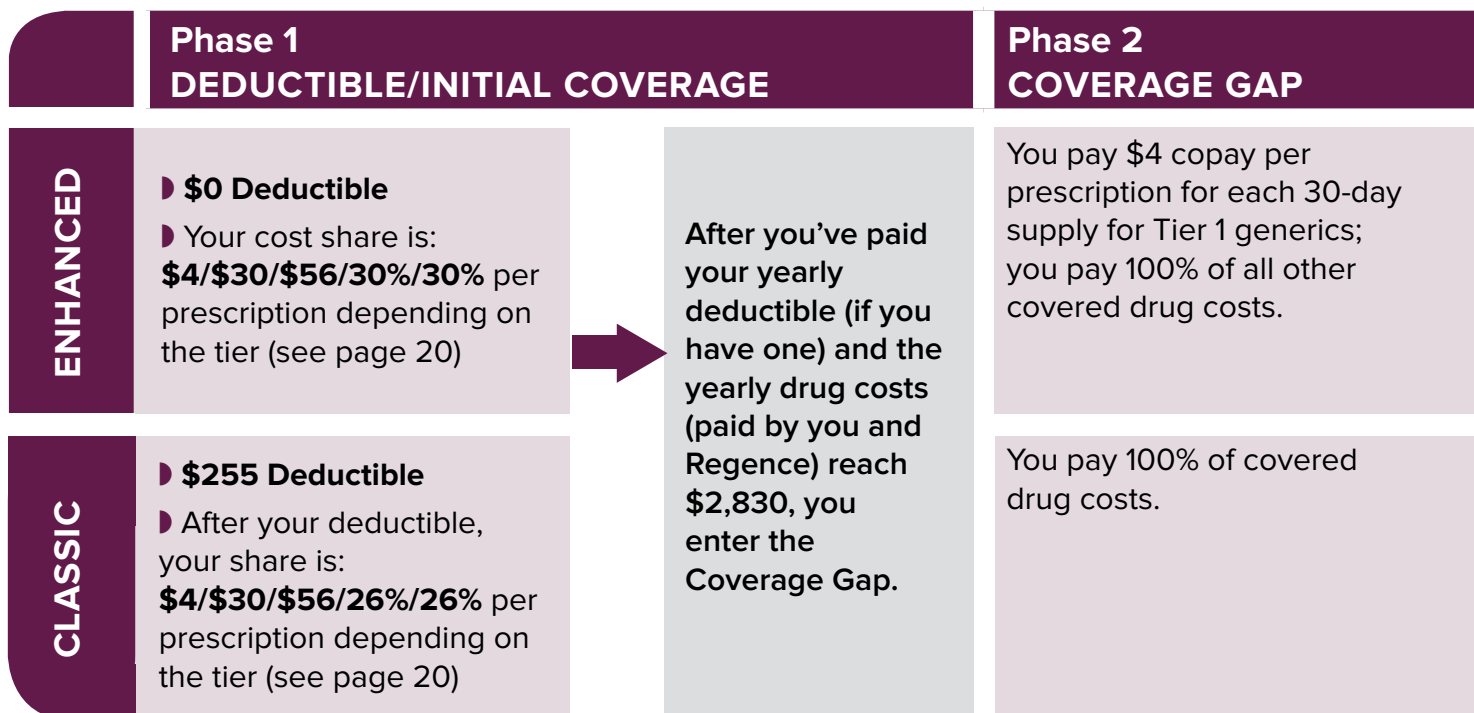 Phase 1
DEDUCTIBLE/INITIAL COVERAGE
Phase 2
COVERAGE GAP
ENHANCED
◗ $0 Deductible
◗ Your cost share is:
$4/$30/$56/30%/30% per
prescription depending on
the tier (see page 20)
CLASSIC
◗ $255 Deductible
◗ After your deductible,
your share is:
$4/$30/$56/26%/26% per
prescription depending on
the tier (see page 20)
After you’ve paid
your yearly
deductible (if you
have one) and the
yearly drug costs
(paid by you and
Regence) reach
$2,830, you
enter the
Coverage Gap.
You pay $4 copay per
prescription for each 30-day
supply for Tier 1 generics;
you pay 100% of all other
covered drug costs.
You pay 100% of covered
drug costs.